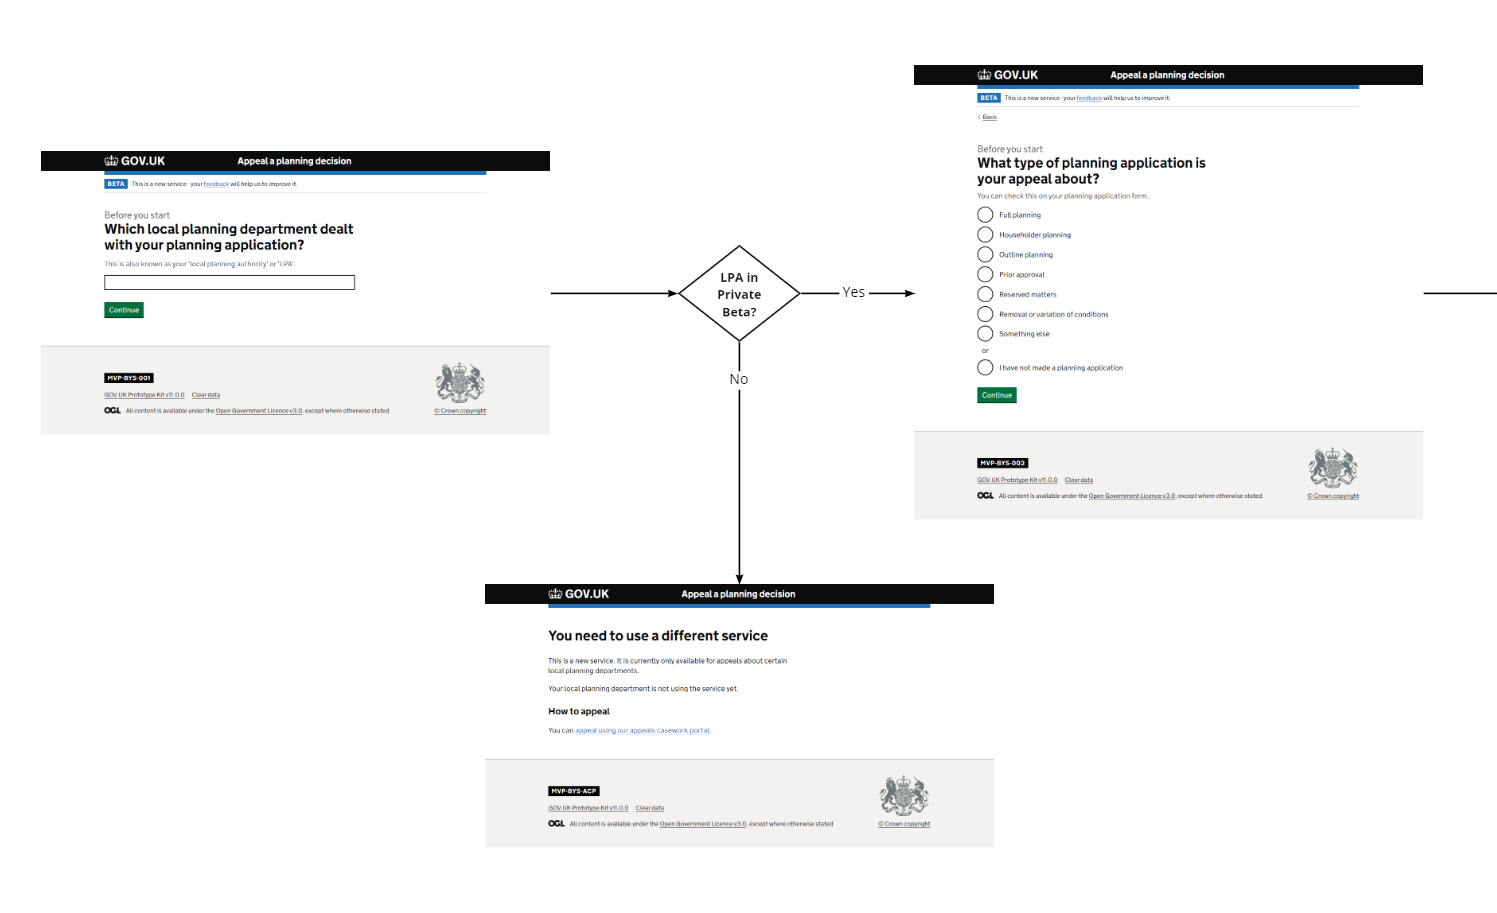 GOV.UK Appeal a planning decision
BETA This is a new service - your feedback will help us to improve it.
Before you start
Which local planning department dealt
with your planning application?
This is also known as your 'local planning authority' or 'LPA'.
Continue
MVP-BYS-001
GOV.UK Prototype Kit v11.0.0 Clear data
OGL All content is available under the Open Government Licence v3.0, except where otherwise stated
© Crown copyright
LPA in
Private
Beta?
Yes
No
GOV.UK Appeal a planning decision
BETA This is a new service - your feedback will help us to improve it.
< Back
Before you start
What type of planning application is
your appeal about?
You can check this on your planning application form.
Full planning
Householder planning
Outline planning
Prior approval
Reserved matters
Removal or variation of conditions
Something else
or
I have not made a planning application
Continue
MVP-BYS-002
GOV.UK Prototype Kit v11.0.0 Clear data
OGL All content is available under the Open Government Licence v3.0, except where otherwise stated
© Crown copyright
GOV.UK Appeal a planning decision
You need to use a different service
This is a new service. It is currently only available for appeals about certain
local planning departments.
Your local planning department is not using the service yet.
How to appeal
You can appeal using our appeals casework portal.
MVP-BYS-ACP
GOV.UK Prototype Kit v11.0.0 Clear data
OGL All content is available under the Open Government Licence v3.0, except where otherwise stated
© Crown copyright